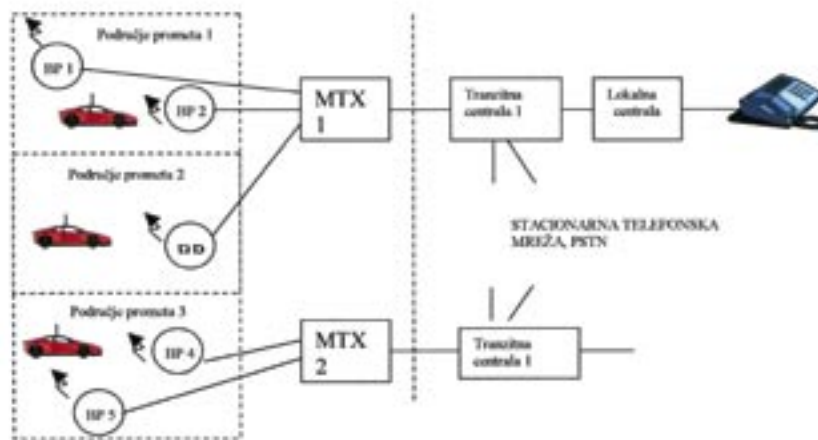 Područje prometa 1
BP 1
BP 2
MTX
1
Tranzitna
centrala 1
Lokalna
centrala
Područje prometa 2
STACIONARNA TELEFONSKA
MREŽA, PSTN
Područje prometa 3
BP 4
BP 5
MTX
2
Tranzitna
centrala 1